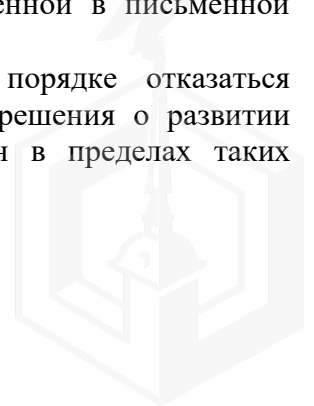 енной в письменной
порядке отказаться
решения о развитии
н в пределах таких